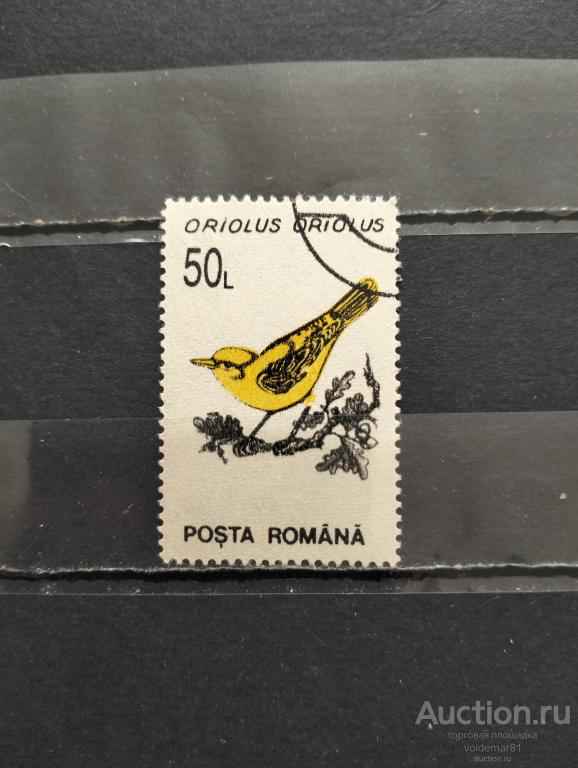 ORIOLUS ORIOLUS
50L
POȘTA ROMÂNĂ
Auction.ru
торговая площадка
voldemar81
auction.ru